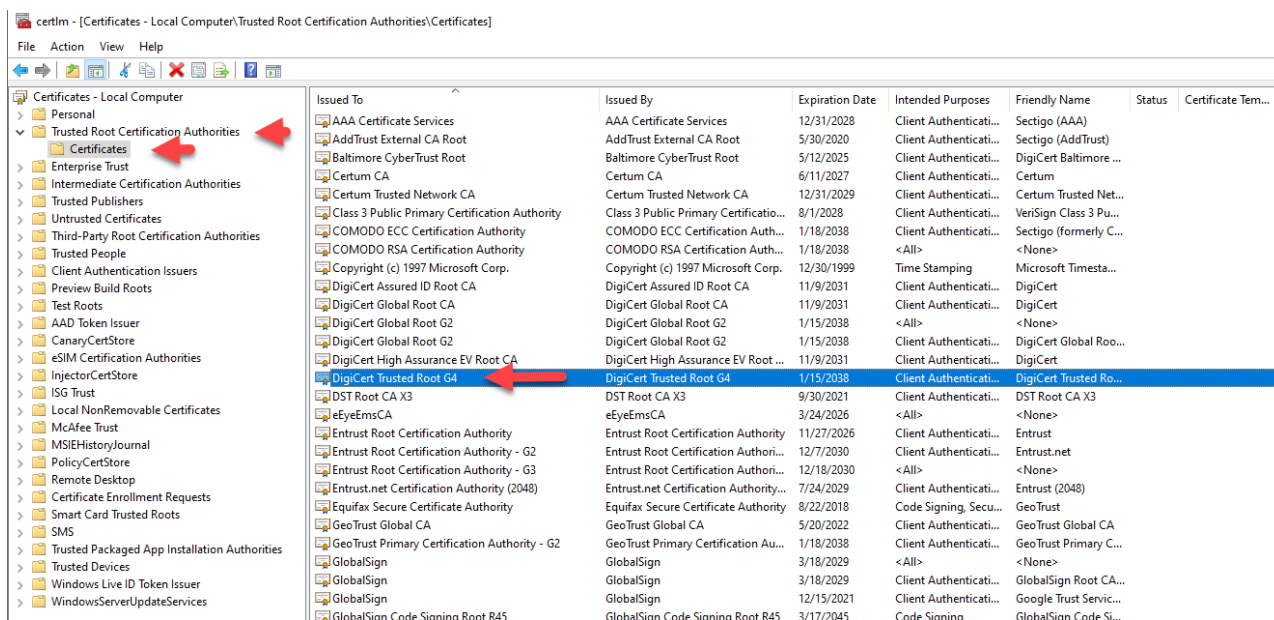 certlm - [Certificates - Local Computer\Trusted Root Certification Authorities\Certificates]
File Action View Help
Certificates - Local Computer
Personal
Trusted Root Certification Authorities
Certificates
Enterprise Trust
Intermediate Certification Authorities
Trusted Publishers
Untrusted Certificates
Third-Party Root Certification Authorities
Trusted People
Client Authentication Issuers
Preview Build Roots
Test Roots
AAD Token Issuer
CanaryCertStore
eSIM Certification Authorities
InjectorCertStore
ISG Trust
Local NonRemovable Certificates
McAfee Trust
MSIEHistoryJournal
PolicyCertStore
Remote Desktop
Certificate Enrollment Requests
Smart Card Trusted Roots
SMS
Trusted Packaged App Installation Authorities
Trusted Devices
Windows Live ID Token Issuer
WindowsServerUpdateServices
Issued To Issued By Expiration Date Intended Purposes Friendly Name Status Certificate Tem...
AAA Certificate Services AAA Certificate Services 12/31/2028 Client Authenticati... Sectigo (AAA)
AddTrust External CA Root AddTrust External CA Root 5/30/2020 Client Authenticati... Sectigo (AddTrust)
Baltimore CyberTrust Root Baltimore CyberTrust Root 5/12/2025 Client Authenticati... DigiCert Baltimore ...
Certum CA Certum CA 6/11/2027 Client Authenticati... Certum
Certum Trusted Network CA Certum Trusted Network CA 12/31/2029 Client Authenticati... Certum Trusted Net...
Class 3 Public Primary Certification Authority Class 3 Public Primary Certificatio... 8/1/2028 Client Authenticati... VeriSign Class 3 Pu...
COMODO ECC Certification Authority COMODO ECC Certification Auth... 1/18/2038 Client Authenticati... Sectigo (formerly C...
COMODO RSA Certification Authority COMODO RSA Certification Auth... 1/18/2038 <All> <None>
Copyright (c) 1997 Microsoft Corp. Copyright (c) 1997 Microsoft Corp. 12/30/1999 Time Stamping Microsoft Timesta...
DigiCert Assured ID Root CA DigiCert Assured ID Root CA 11/9/2031 Client Authenticati... DigiCert
DigiCert Global Root CA DigiCert Global Root CA 11/9/2031 Client Authenticati... DigiCert
DigiCert Global Root G2 DigiCert Global Root G2 1/15/2038 <All> <None>
DigiCert Global Root G2 DigiCert Global Root G2 1/15/2038 Client Authenticati... DigiCert Global Roo...
DigiCert High Assurance EV Root CA DigiCert High Assurance EV Root ... 11/9/2031 Client Authenticati... DigiCert
DigiCert Trusted Root G4 DigiCert Trusted Root G4 1/15/2038 Client Authenticati... DigiCert Trusted Ro...
DST Root CA X3 DST Root CA X3 9/30/2021 Client Authenticati... DST Root CA X3
eEyeEmsCA eEyeEmsCA 3/24/2026 <All> <None>
Entrust Root Certification Authority Entrust Root Certification Authority 11/27/2026 Client Authenticati... Entrust
Entrust Root Certification Authority - G2 Entrust Root Certification Authori... 12/7/2030 Client Authenticati... Entrust.net
Entrust Root Certification Authority - G3 Entrust Root Certification Authori... 12/18/2030 <All> <None>
Entrust.net Certification Authority (2048) Entrust.net Certification Authority... 7/24/2029 Client Authenticati... Entrust (2048)
Equifax Secure Certificate Authority Equifax Secure Certificate Authority 8/22/2018 Code Signing, Secu... GeoTrust
GeoTrust Global CA GeoTrust Global CA 5/20/2022 Client Authenticati... GeoTrust Global CA
GeoTrust Primary Certification Authority - G2 GeoTrust Primary Certification Au... 1/18/2038 Client Authenticati... GeoTrust Primary C...
GlobalSign GlobalSign 3/18/2029 <All> <None>
GlobalSign GlobalSign 3/18/2029 Client Authenticati... GlobalSign Root CA...
GlobalSign GlobalSign 12/15/2021 Client Authenticati... Google Trust Servic...
GlobalSign Code Signing Root R45 GlobalSign Code Signing Root R45 3/17/2045 Code Signing GlobalSign Code Si...